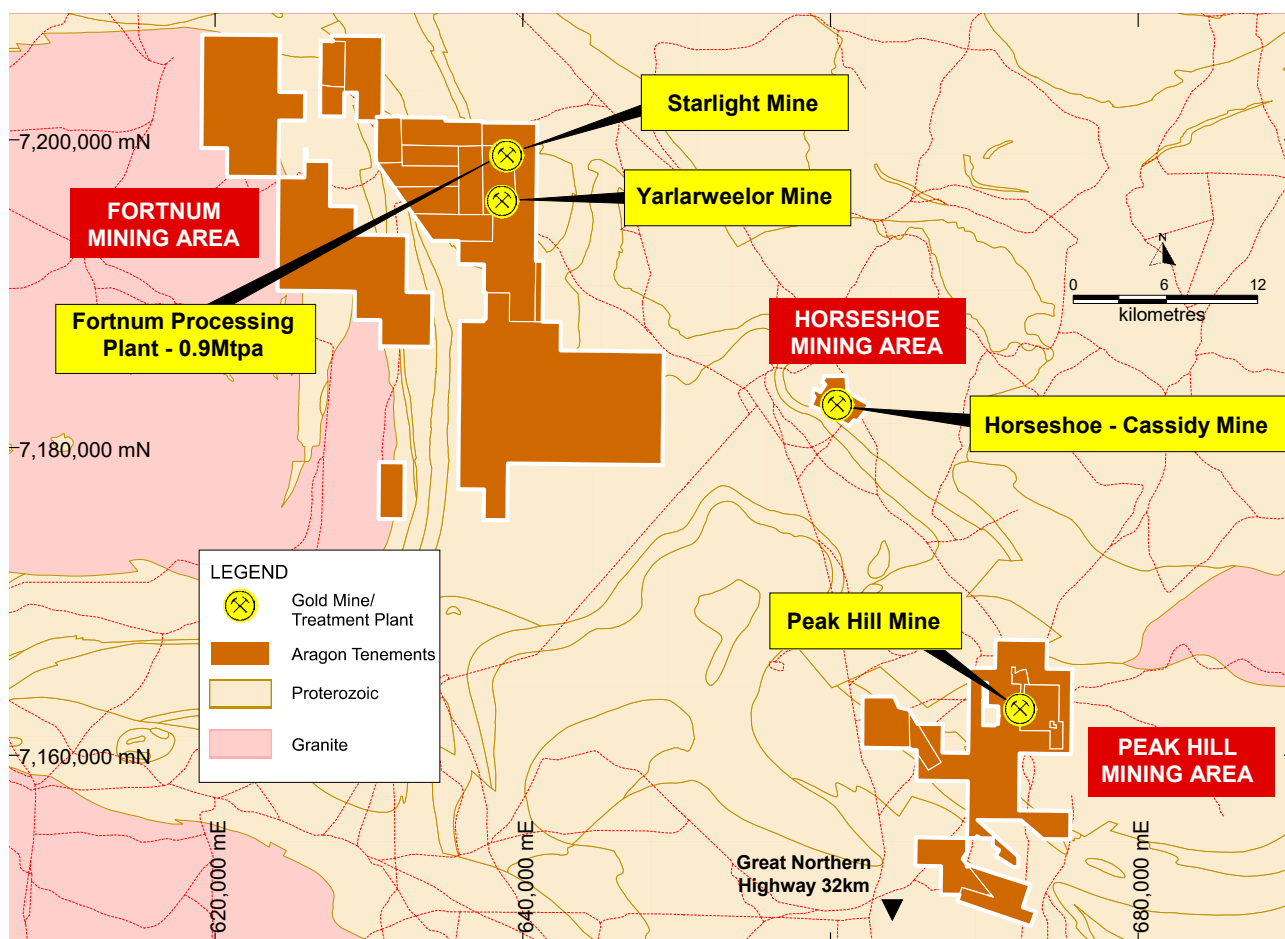 Starlight Mine
7,200,000 mN
Yarlarweelor Mine
FORTNUM
MINING AREA
N
0 6 12
kilometres
Fortnum Processing
Plant - 0.9Mtpa
HORSESHOE
MINING AREA
Horseshoe - Cassidy Mine
7,180,000 mN
LEGEND
Gold Mine/
Treatment Plant
Aragon Tenements
Proterozoic
Granite
Peak Hill Mine
7,160,000 mN
PEAK HILL
MINING AREA
Great Northern
Highway 32km
620,000 mE
640,000 mE
680,000 mE